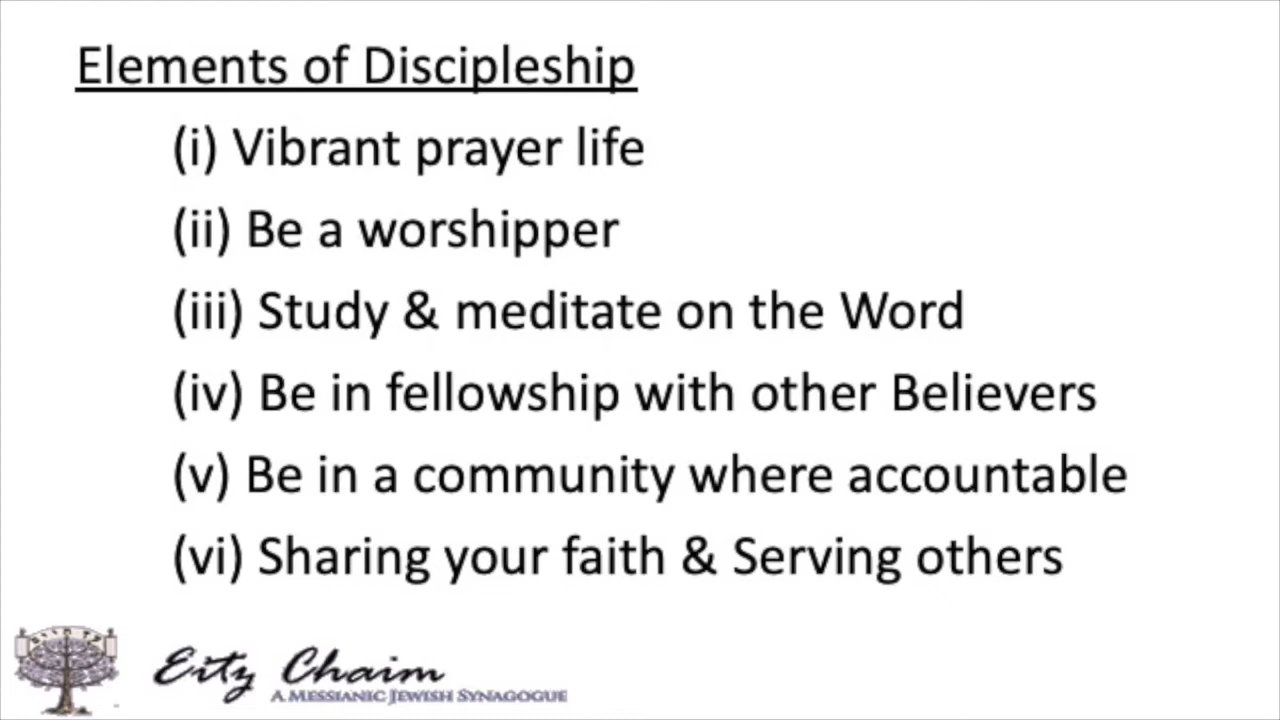 Elements of Discipleship
(i) Vibrant prayer life
(ii) Be a worshipper
(iii) Study & meditate on the Word
(iv) Be in fellowship with other Believers
(v) Be in a community where accountable
(vi) Sharing your faith & Serving others
Eitz Chaim
A Messianic Jewish Synagogue